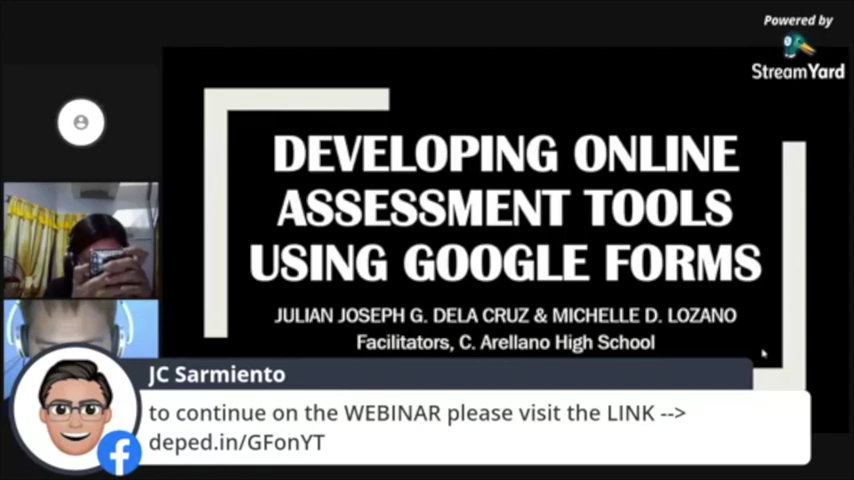 Powered by
StreamYard
DEVELOPING ONLINE
ASSESSMENT TOOLS
USING GOOGLE FORMS
JULIAN JOSEPH G. DELA CRUZ & MICHELLE D. LOZANO
Facilitators, C. Arellano High School
JC Sarmiento
to continue on the WEBINAR please visit the LINK -->
deped.in/GFonYT